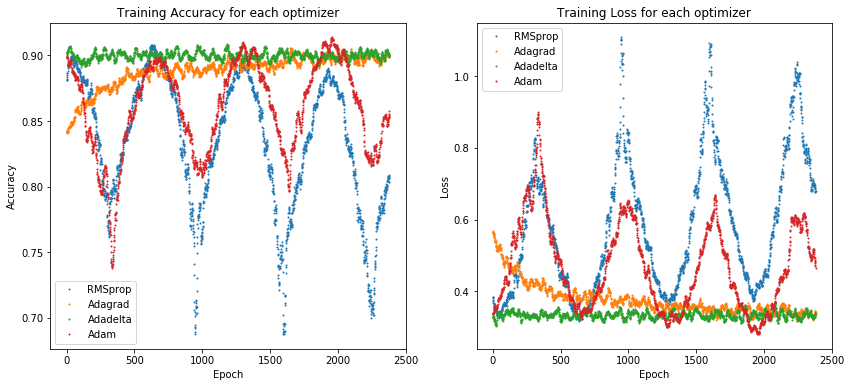 Training Accuracy for each optimizer
Accuracy
0.90
0.85
0.80
0.75
0.70
RMSprop
Adagrad
Adadelta
Adam
0 500 1000 1500 2000 2500
Epoch
Training Loss for each optimizer
Loss
RMSprop
Adagrad
Adadelta
Adam
1.0
0.8
0.6
0.4
0 500 1000 1500 2000 2500
Epoch